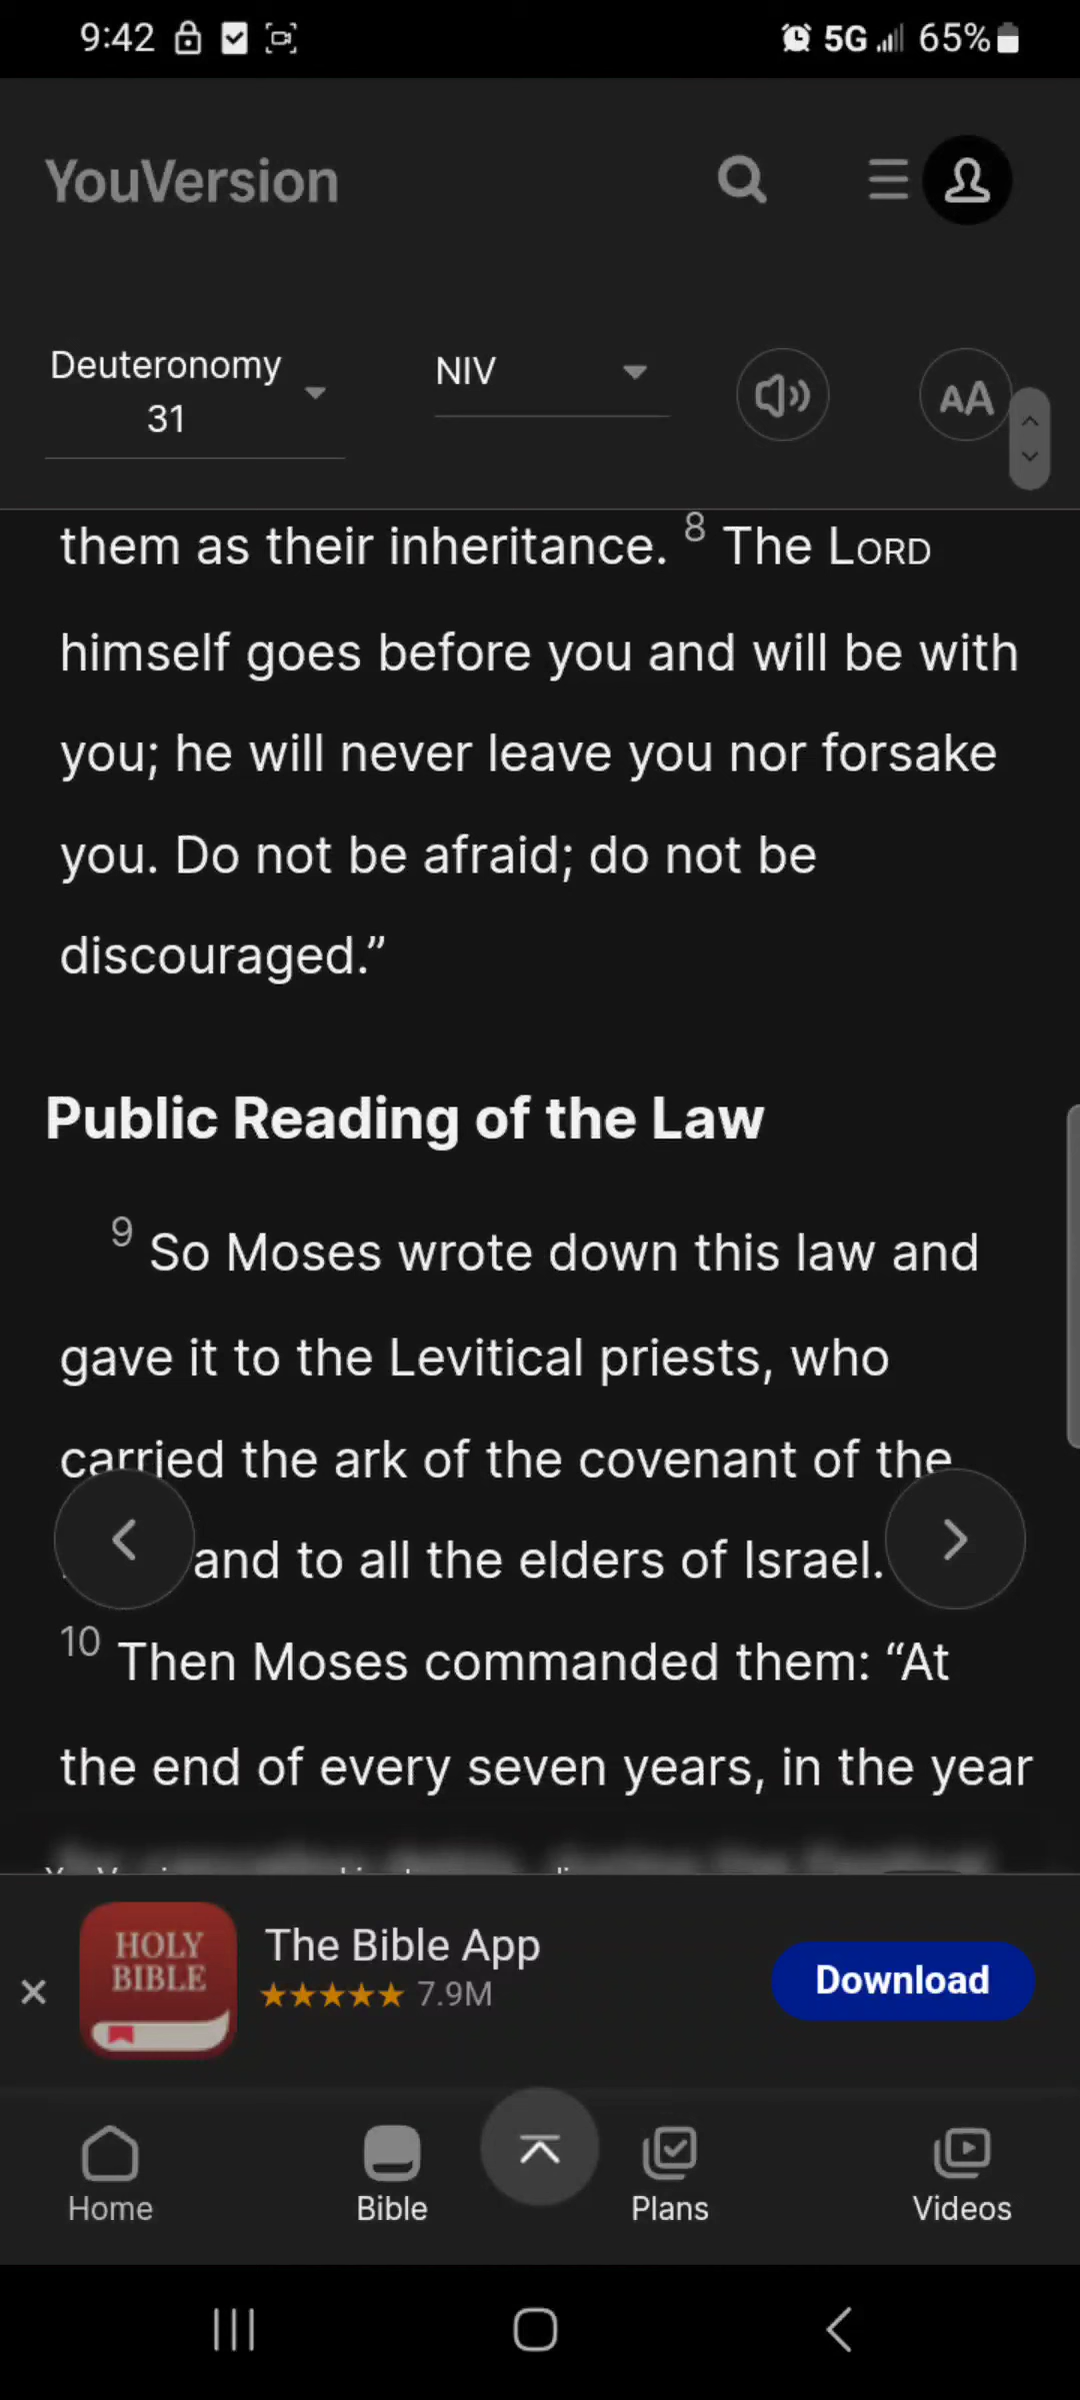 9:42
5G 65%
YouVersion
Deuteronomy
31
NIV
AA
them as their inheritance. 8 The LORD
himself goes before you and will be with
you; he will never leave you nor forsake
you. Do not be afraid; do not be
discouraged.”
Public Reading of the Law
9 So Moses wrote down this law and
gave it to the Levitical priests, who
carried the ark of the covenant of the
and to all the elders of Israel.
10 Then Moses commanded them: “At
the end of every seven years, in the year
HOLY
BIBLE
The Bible App
★★★★★ 7.9M
Download
Home
Bible
Plans
Videos